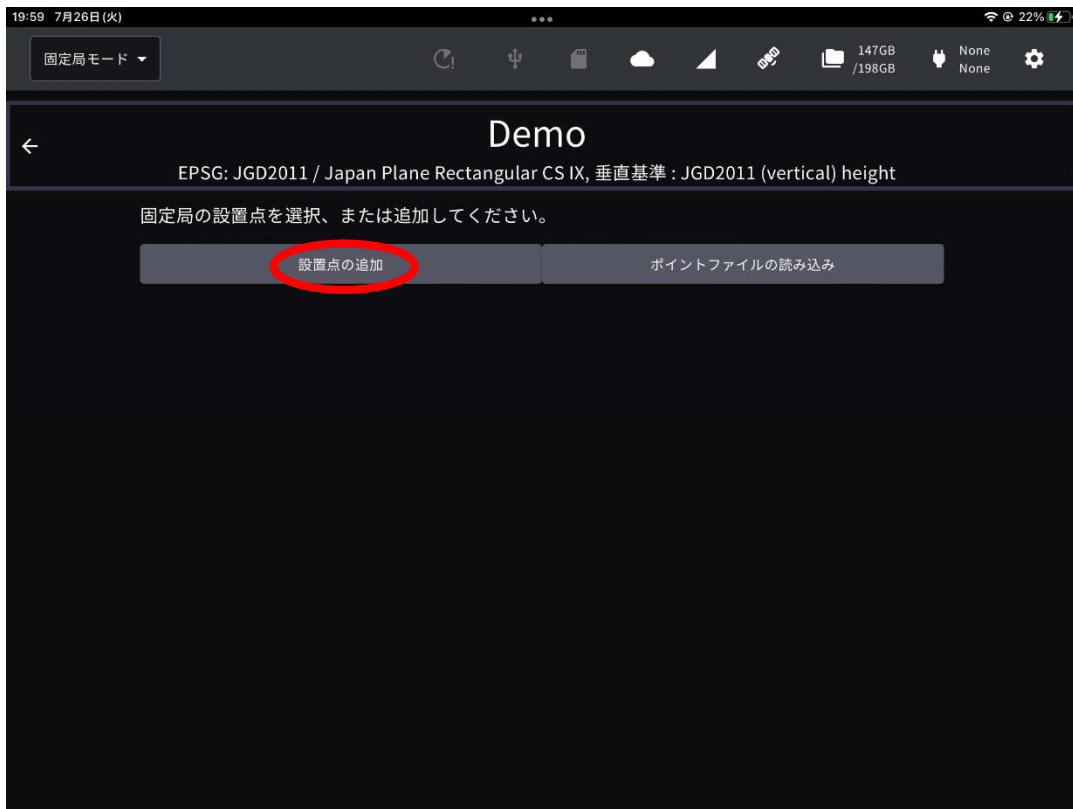 19:59 7月26日(火)
22%
固定局モード
147GB
/198GB
None
None
Demo
EPSG: JGD2011 / Japan Plane Rectangular CS IX, 垂直基準 : JGD2011 (vertical) height
固定局の設置点を選択、または追加してください。
設置点の追加
ポイントファイルの読み込み